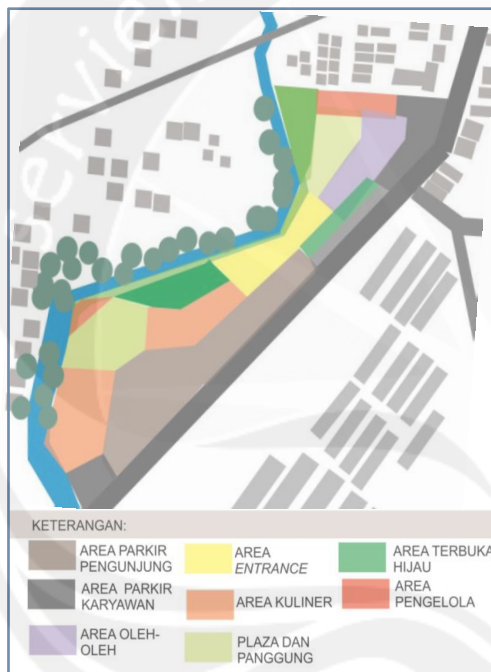 KETERANGAN:
AREA PARKIR
PENGUNJUNG
AREA
ENTRANCE
AREA TERBUKA
HIJAU
AREA PARKIR
KARYAWAN
AREA KULINER
AREA
PENGELOLA
AREA OLEH-
OLEH
PLAZA DAN
PANGGUNG